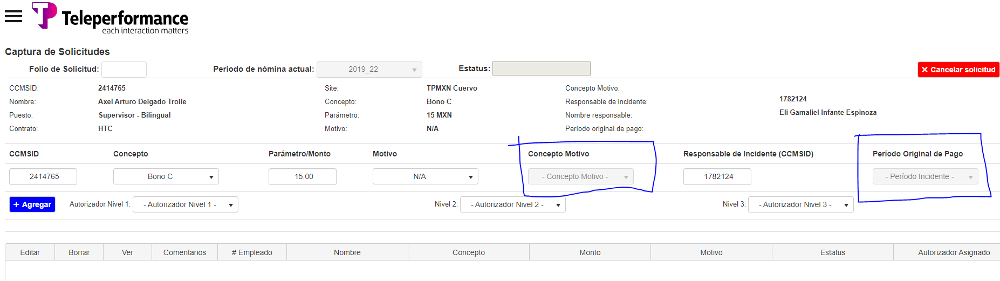 Teleperformance
each interaction matters
Captura de Solicitudes
Folio de Solicitud: Periodo de nómina actual: 2019_22 Estatus: × Cancelar solicitud
CCMSID: 2414765 Site: TPMXN Cuervo Concepto Motivo:
Nombre: Axel Arturo Delgado Trolle Concepto: Bono C Responsable de incidente: 1782124
Puesto: Supervisor - Bilingual Parámetro: 15 MXN Nombre responsable: Eli Gamaliel Infante Espinoza
Contrato: HTC Motivo: N/A Período original de pago:
CCMSID Concepto Parámetro/Monto Motivo Concepto Motivo Responsable de Incidente (CCMSID) Período Original de Pago
2414765 Bono C 15.00 N/A - Concepto Motivo - 1782124 - Período Incidente -
+ Agregar Autorizador Nivel 1: - Autorizador Nivel 1 - Nivel 2: - Autorizador Nivel 2 - Nivel 3: - Autorizador Nivel 3 -
Editar Borrar Ver Comentarios # Empleado Nombre Concepto Monto Motivo Estatus Autorizador Asignado